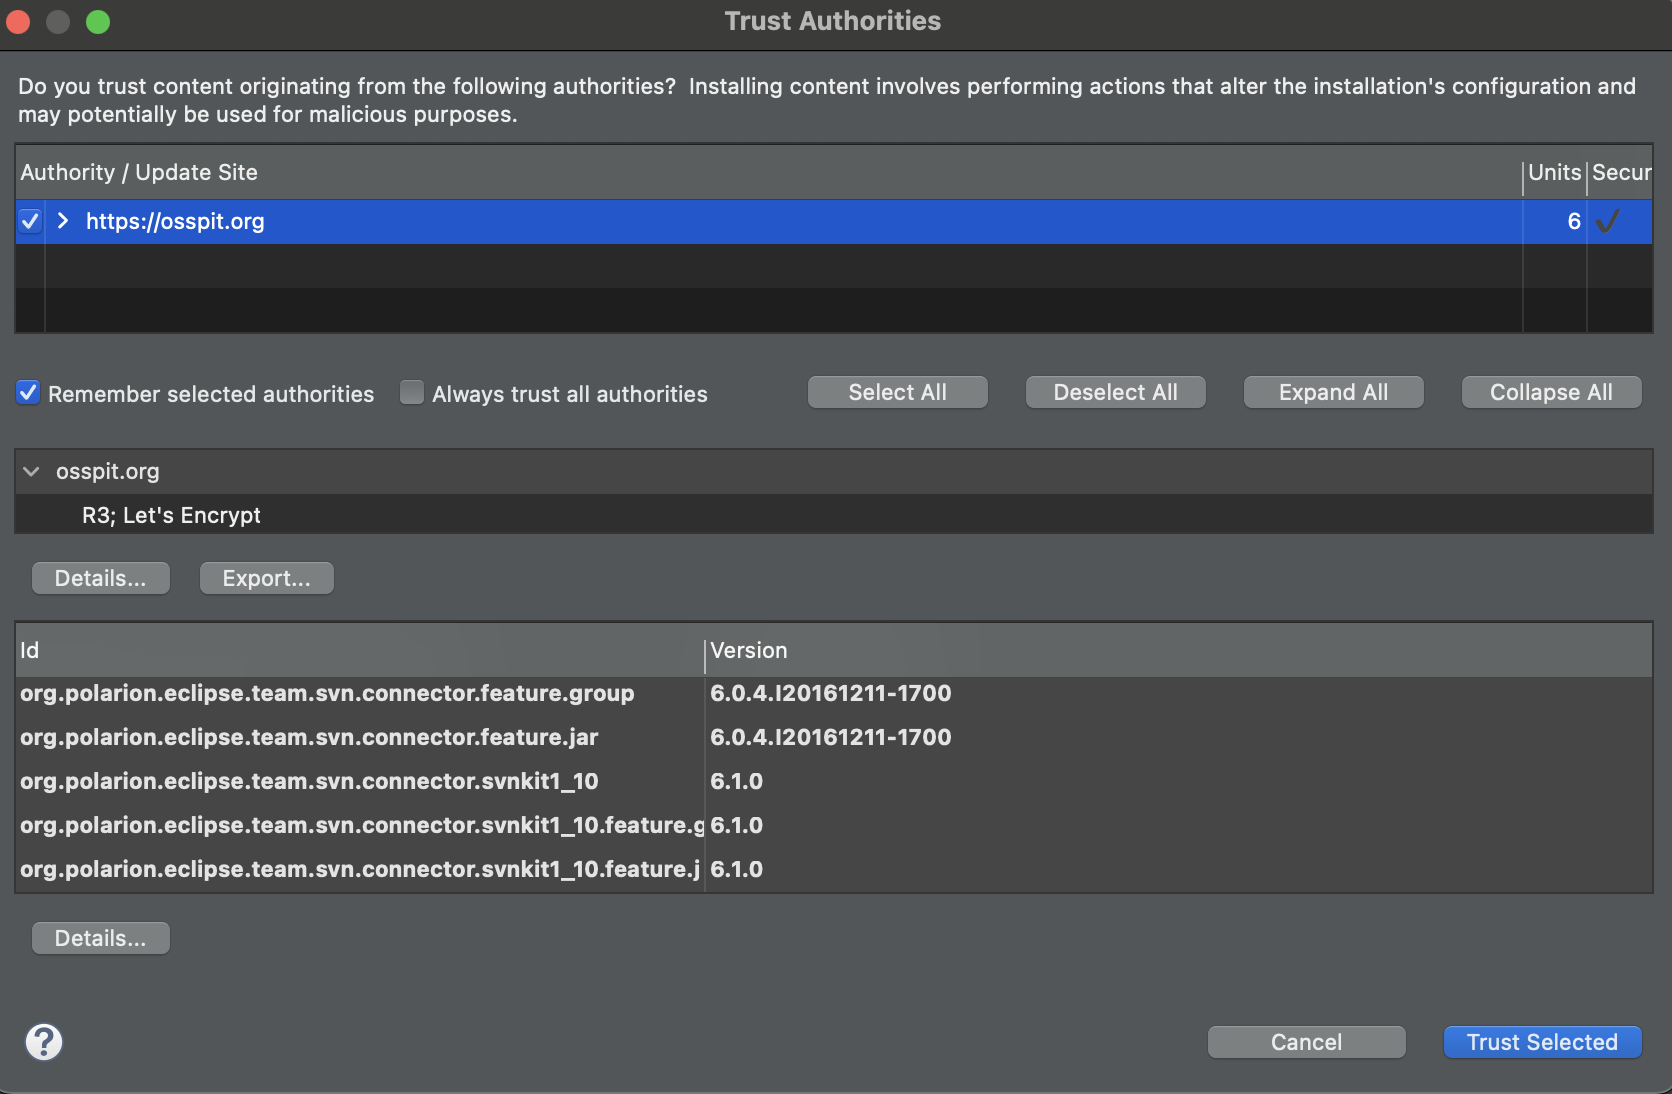 Trust Authorities
Do you trust content originating from the following authorities?  Installing content involves performing actions that alter the installation's configuration and
may potentially be used for malicious purposes.
Authority / Update Site Units Secur
https://osspit.org 6
Remember selected authorities Always trust all authorities Select All Deselect All Expand All Collapse All
osspit.org
R3; Let's Encrypt
Details... Export...
Id Version
org.polarion.eclipse.team.svn.connector.feature.group 6.0.4.I20161211-1700
org.polarion.eclipse.team.svn.connector.feature.jar 6.0.4.I20161211-1700
org.polarion.eclipse.team.svn.connector.svnkit1_10 6.1.0
org.polarion.eclipse.team.svn.connector.svnkit1_10.feature.g 6.1.0
org.polarion.eclipse.team.svn.connector.svnkit1_10.feature.j 6.1.0
Details...
? Cancel Trust Selected